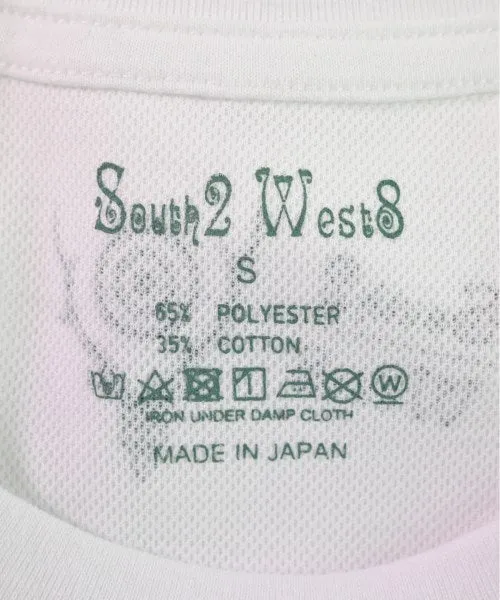 South2 West8
S
65% POLYESTER
35% COTTON
W
IRON UNDER DAMP CLOTH
MADE IN JAPAN